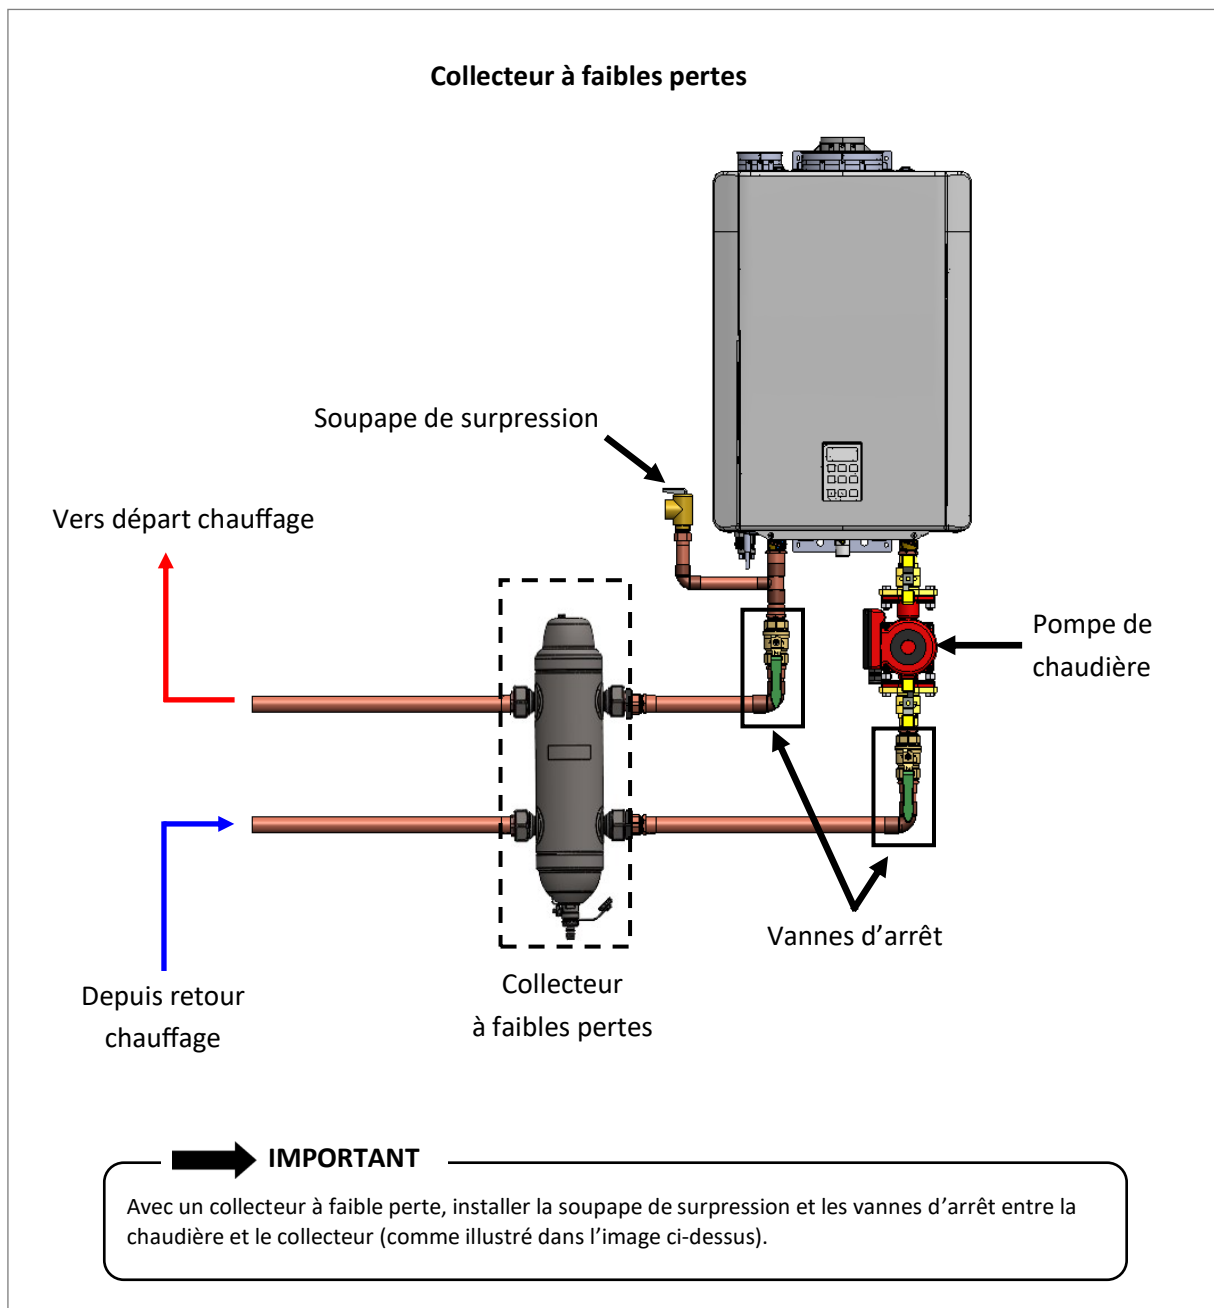 Collecteur à faibles pertes
Soupape de surpression
Vers départ chauffage
Pompe de
chaudière
Vannes d’arrêt
Collecteur
à faibles pertes
Depuis retour
chauffage
IMPORTANT
Avec un collecteur à faible perte, installer la soupape de surpression et les vannes d’arrêt entre la
chaudière et le collecteur (comme illustré dans l’image ci-dessus).